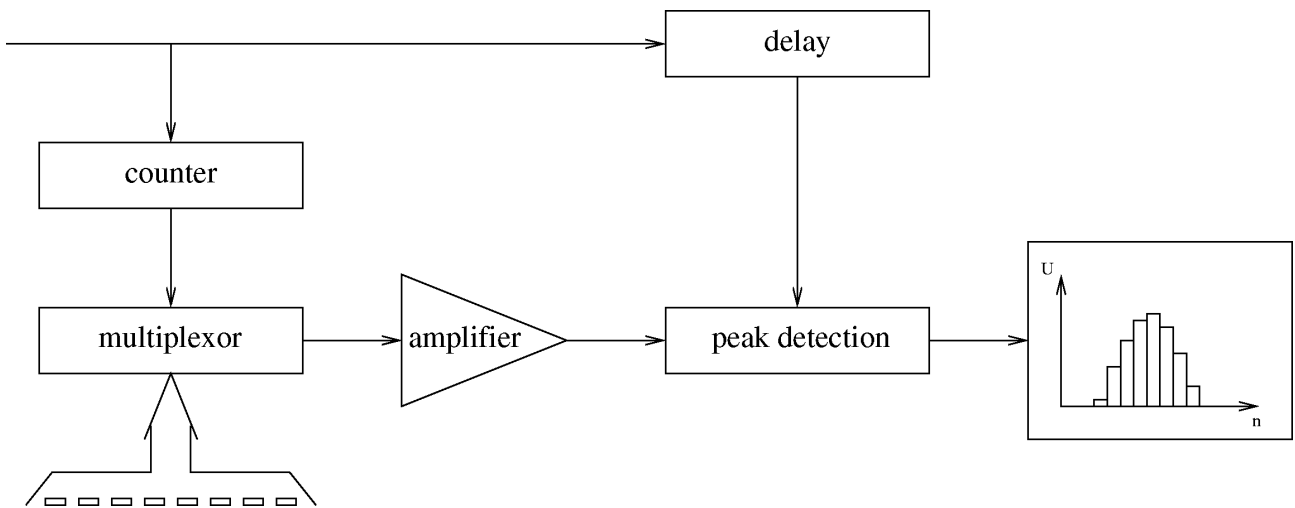 delay
counter
multiplexor
amplifier
peak detection
U
n